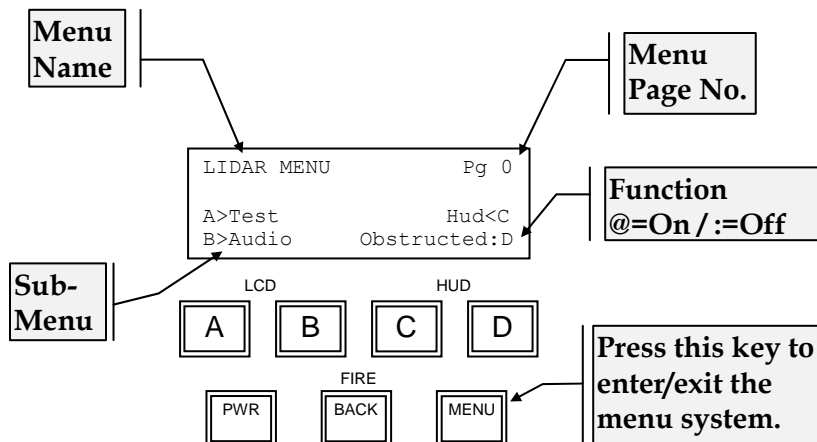 Menu
Name
Menu
Page No.
LIDAR MENU Pg 0
A>Test Hud<C
B>Audio Obstructed:D
Function
@=On / :=Off
Sub-
Menu
LCD HUD
A B C D
FIRE
PWR BACK MENU
Press this key to
enter/exit the
menu system.